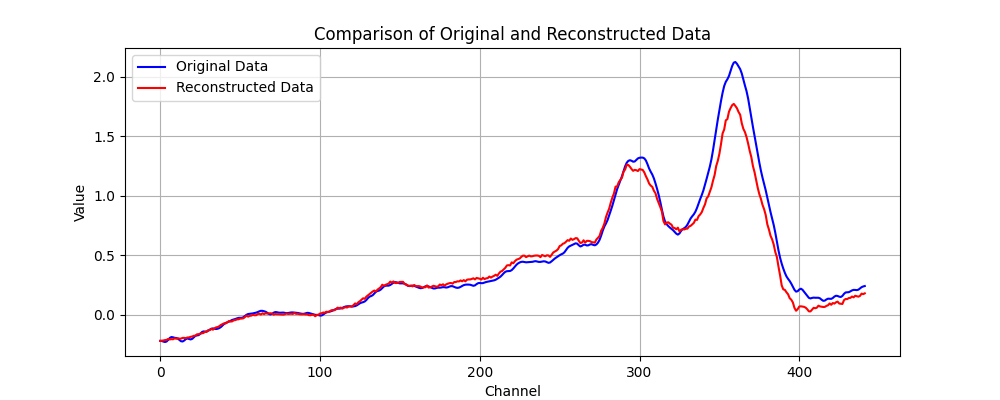 Comparison of Original and Reconstructed Data
Original Data
Reconstructed Data
2.0
1.5
1.0
0.5
0.0
Value
0 100 200 300 400
Channel